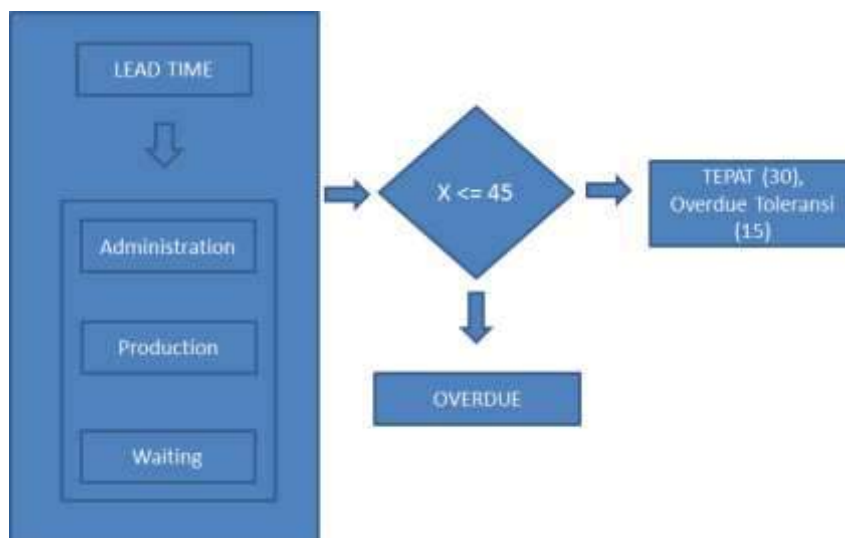 LEAD TIME
Administration
Production
Waiting
X <= 45
TEPAT (30),
Overdue Toleransi
(15)
OVERDUE